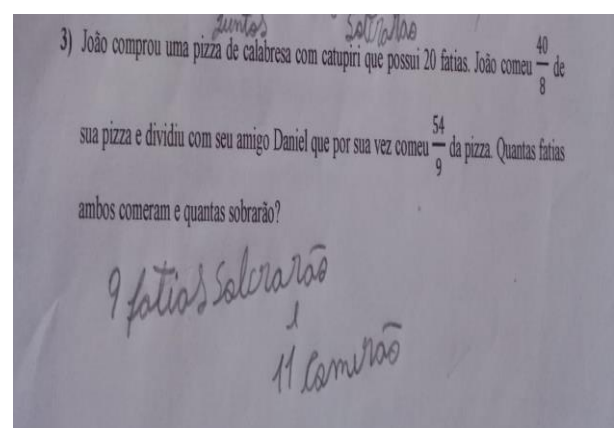 juntos sobrarão
3) João comprou uma pizza de calabresa com catupiri que possui 20 fatias. João comeu 40/8 de
sua pizza e dividiu com seu amigo Daniel que por sua vez comeu 54/9 da pizza. Quantas fatias
ambos comeram e quantas sobrarão?
9 fatias sobrarão
e
11 comerão